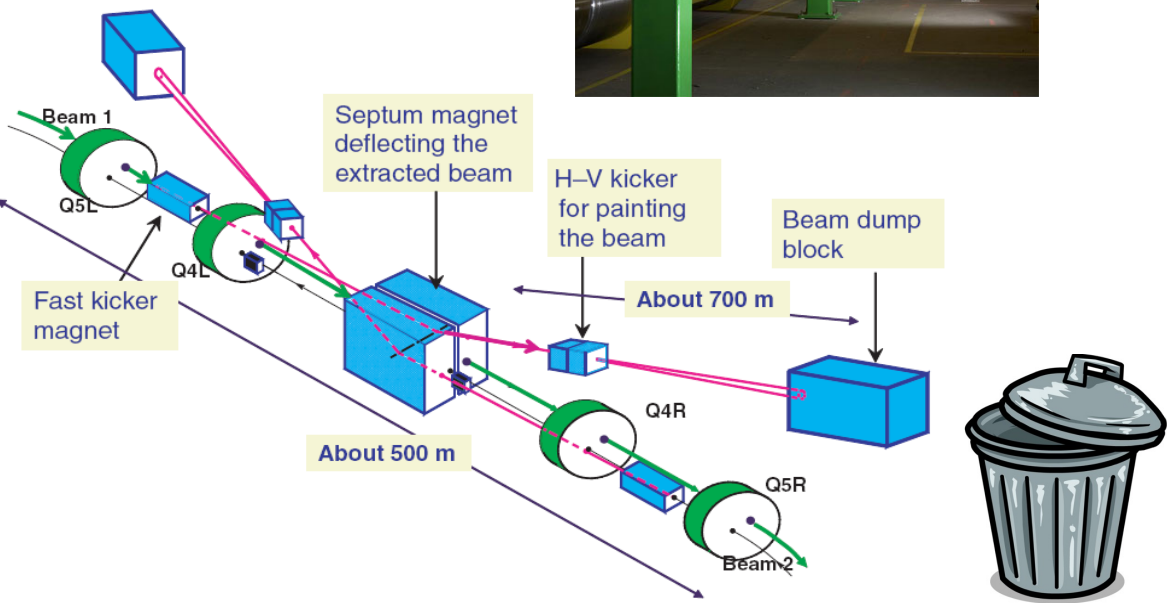 Beam 1
Septum magnet
deflecting the
extracted beam
H–V kicker
for painting
the beam
Beam dump
block
Q5L
Q4L
Fast kicker
magnet
About 700 m
Q4R
About 500 m
Q5R
Beam 2